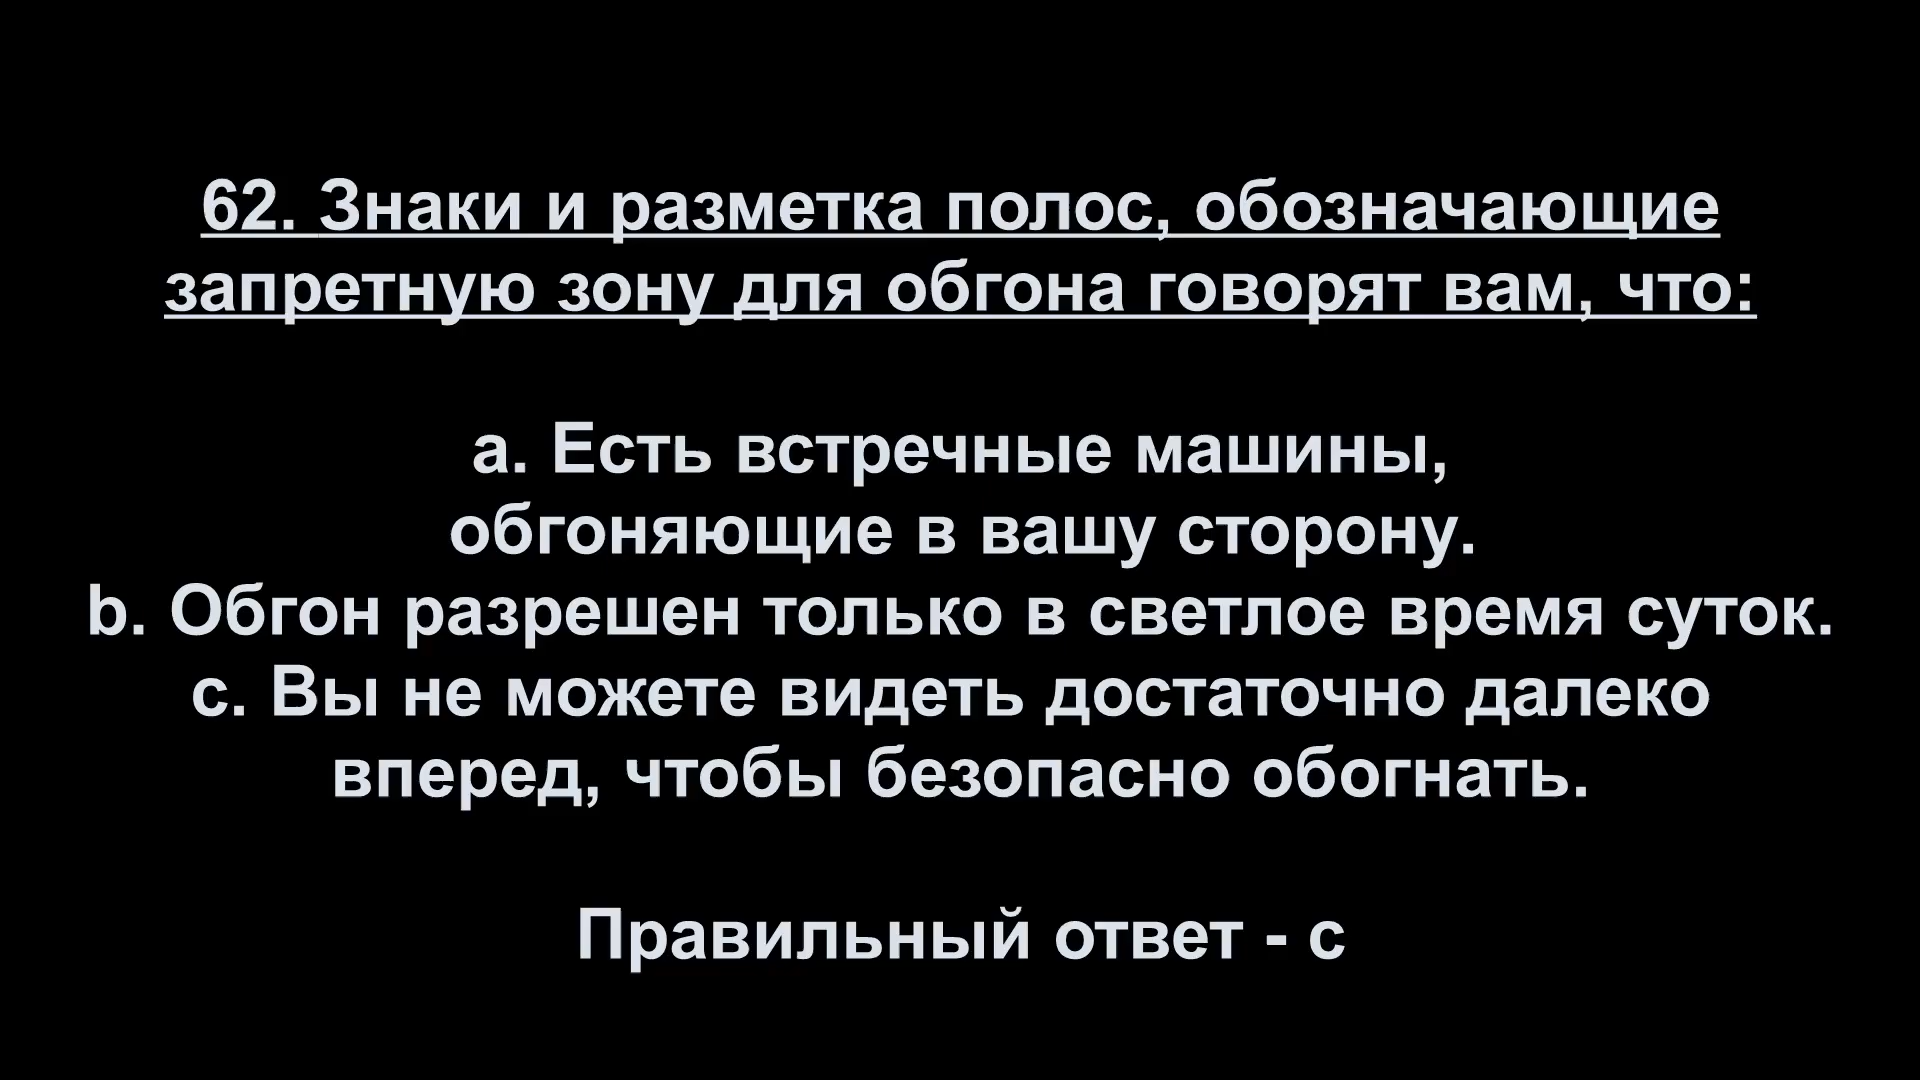 62. Знаки и разметка полос, обозначающие
запретную зону для обгона говорят вам, что:
a. Есть встречные машины,
обгоняющие в вашу сторону.
b. Обгон разрешен только в светлое время суток.
c. Вы не можете видеть достаточно далеко
вперед, чтобы безопасно обогнать.
Правильный ответ - c